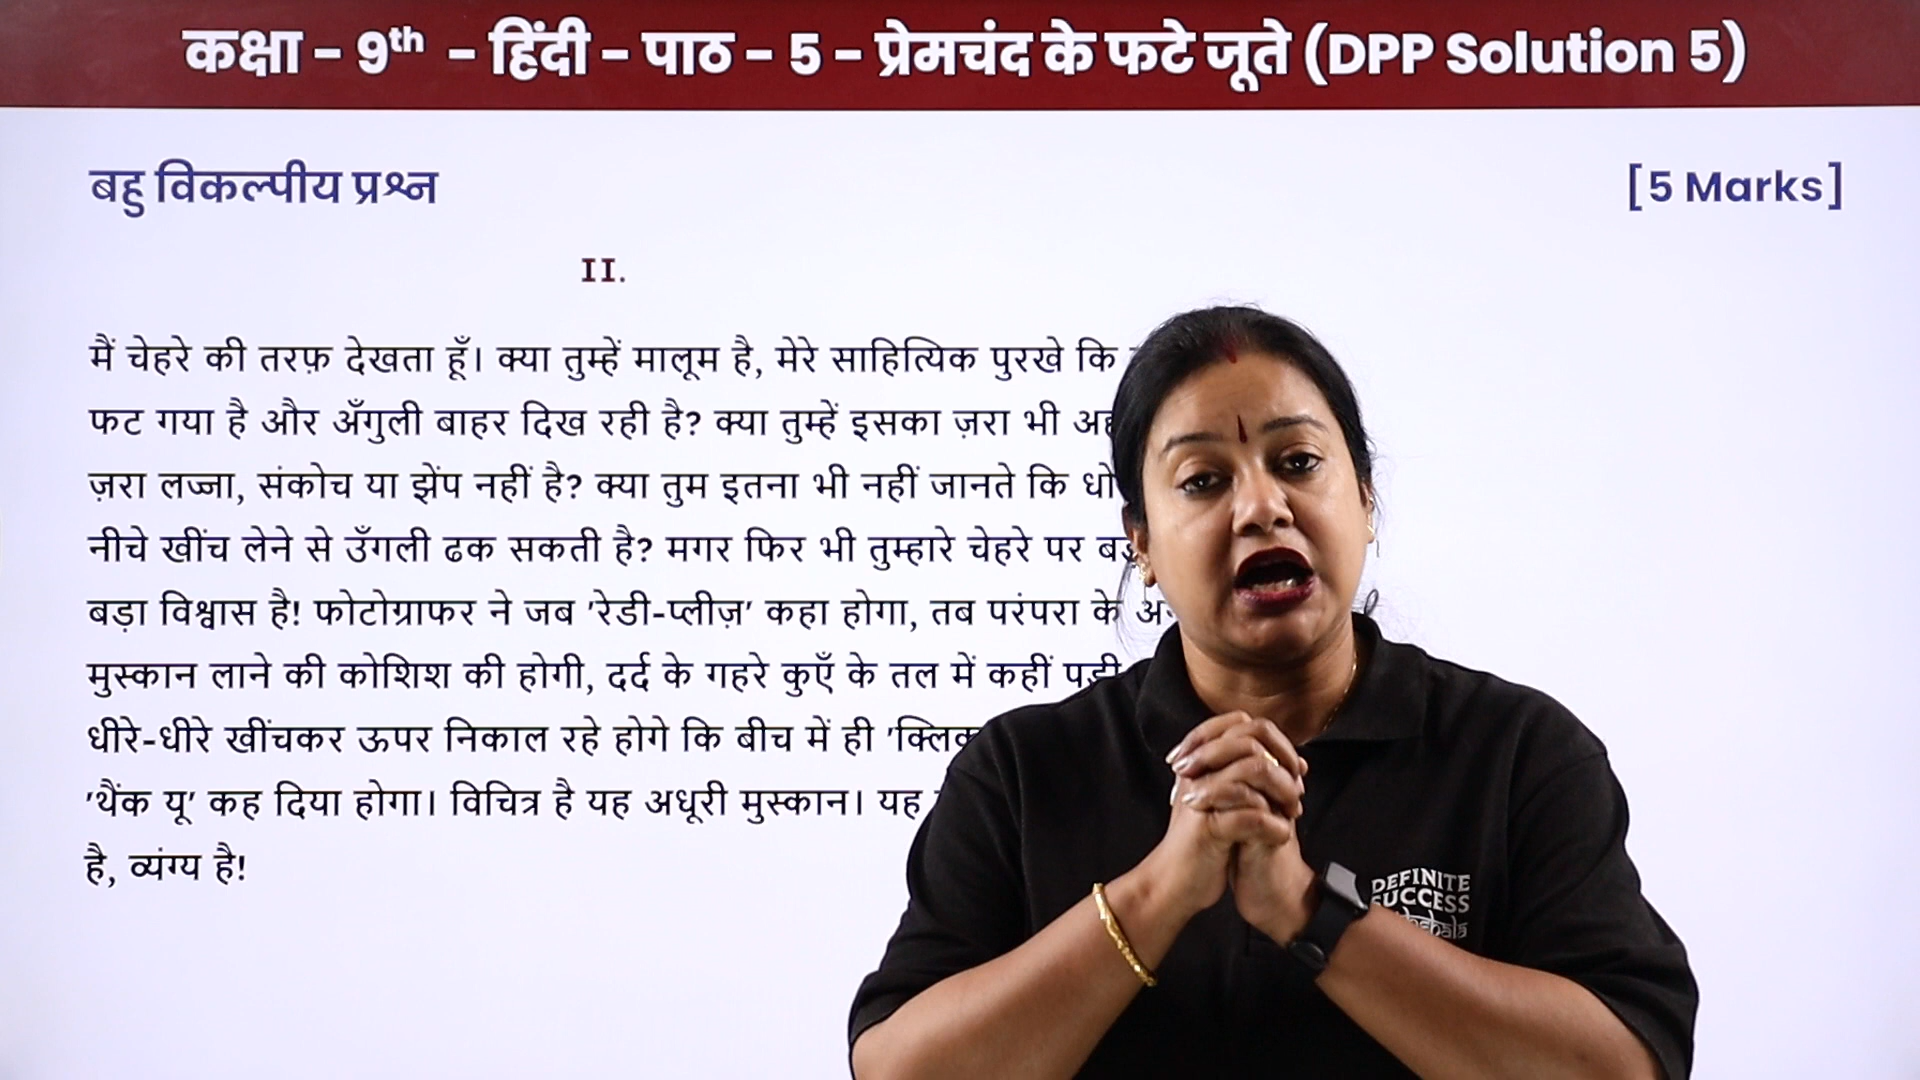 कक्षा – 9th – हिंदी – पाठ – 5 – प्रेमचंद के फटे जूते (DPP Solution 5)
बहु विकल्पीय प्रश्न
[5 Marks]
II.
मैं चेहरे की तरफ़ देखता हूँ। क्या तुम्हें मालूम है, मेरे साहित्यिक पुरखे कि
फट गया है और अँगुली बाहर दिख रही है? क्या तुम्हें इसका ज़रा भी
ज़रा लज्जा, संकोच या झेंप नहीं है? क्या तुम इतना भी नहीं जानते कि
नीचे खींच लेने से उँगली ढक सकती है? मगर फिर भी तुम्हारे चेहरे पर
बड़ा विश्वास है! फोटोग्राफर ने जब 'रेडी-प्लीज़' कहा होगा, तब परंपरा के
मुस्कान लाने की कोशिश की होगी, दर्द के गहरे कुएँ के तल में कहीं
धीरे-धीरे खींचकर ऊपर निकाल रहे होगे कि बीच में ही
'थैंक यू' कह दिया होगा। विचित्र है यह अधूरी मुस्कान। यह
है, व्यंग्य है!
DEFINITE
SUCCESS